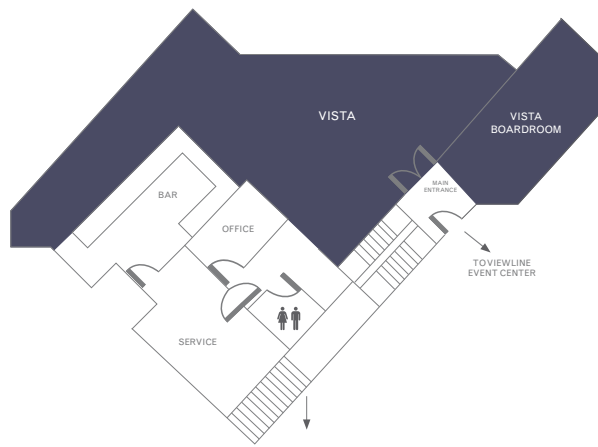 VISTA
VISTA
BOARDROOM
MAIN
ENTRANCE
BAR
OFFICE
TO VIEWLINE
EVENT CENTER
SERVICE